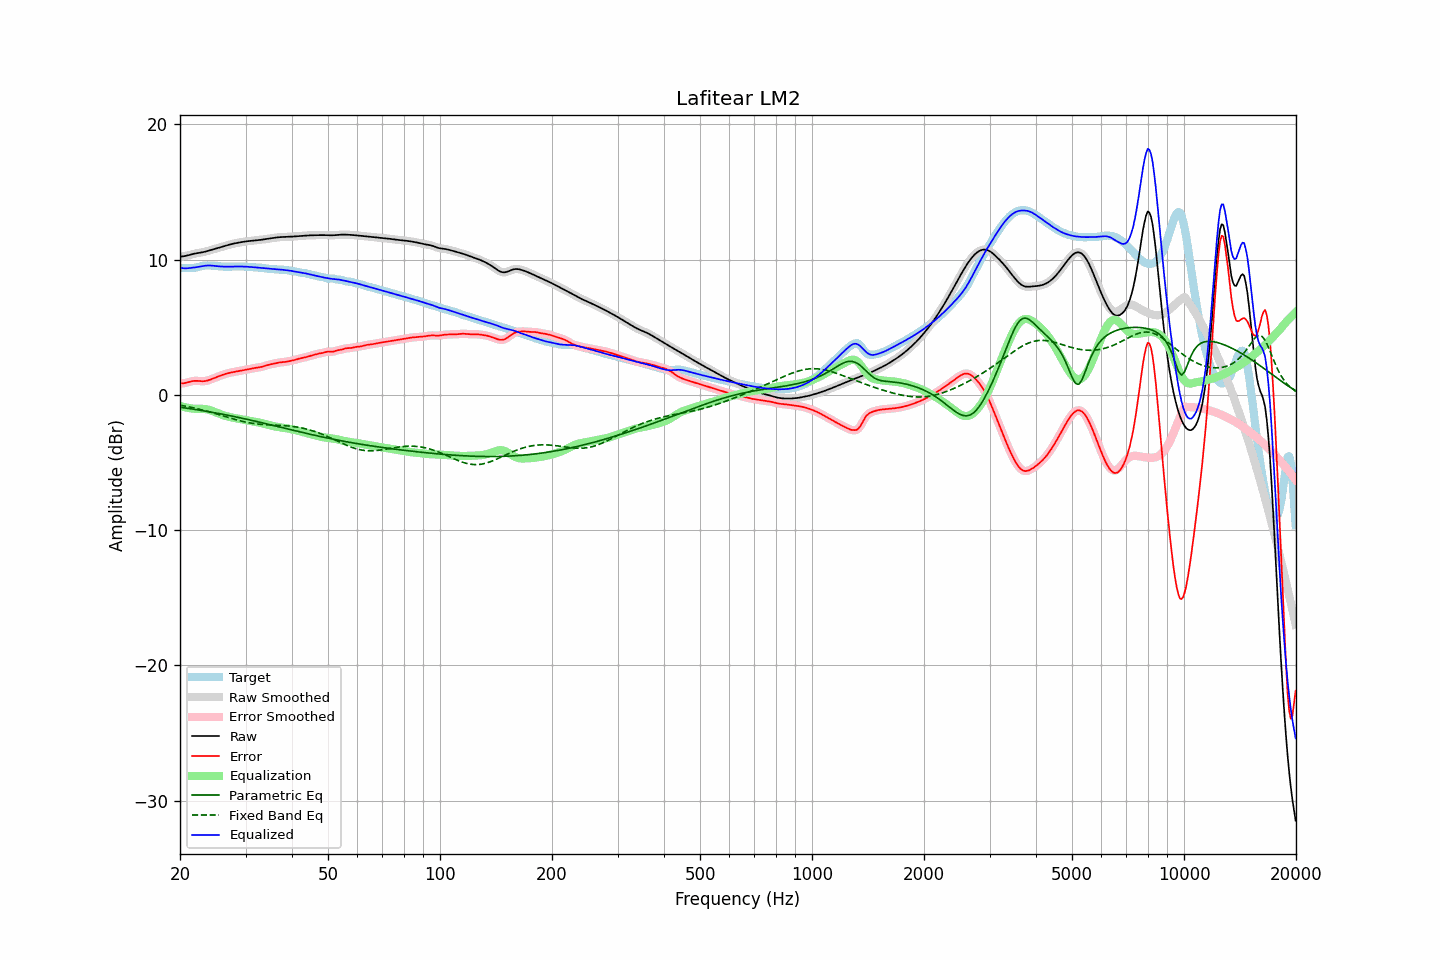 Lafitear LM2
20
10
0
−10
−20
−30
Amplitude (dBr)
Target
Raw Smoothed
Error Smoothed
Raw
Error
Equalization
Parametric Eq
Fixed Band Eq
Equalized
20 50 100 200 500 1000 2000 5000 10000 20000
Frequency (Hz)